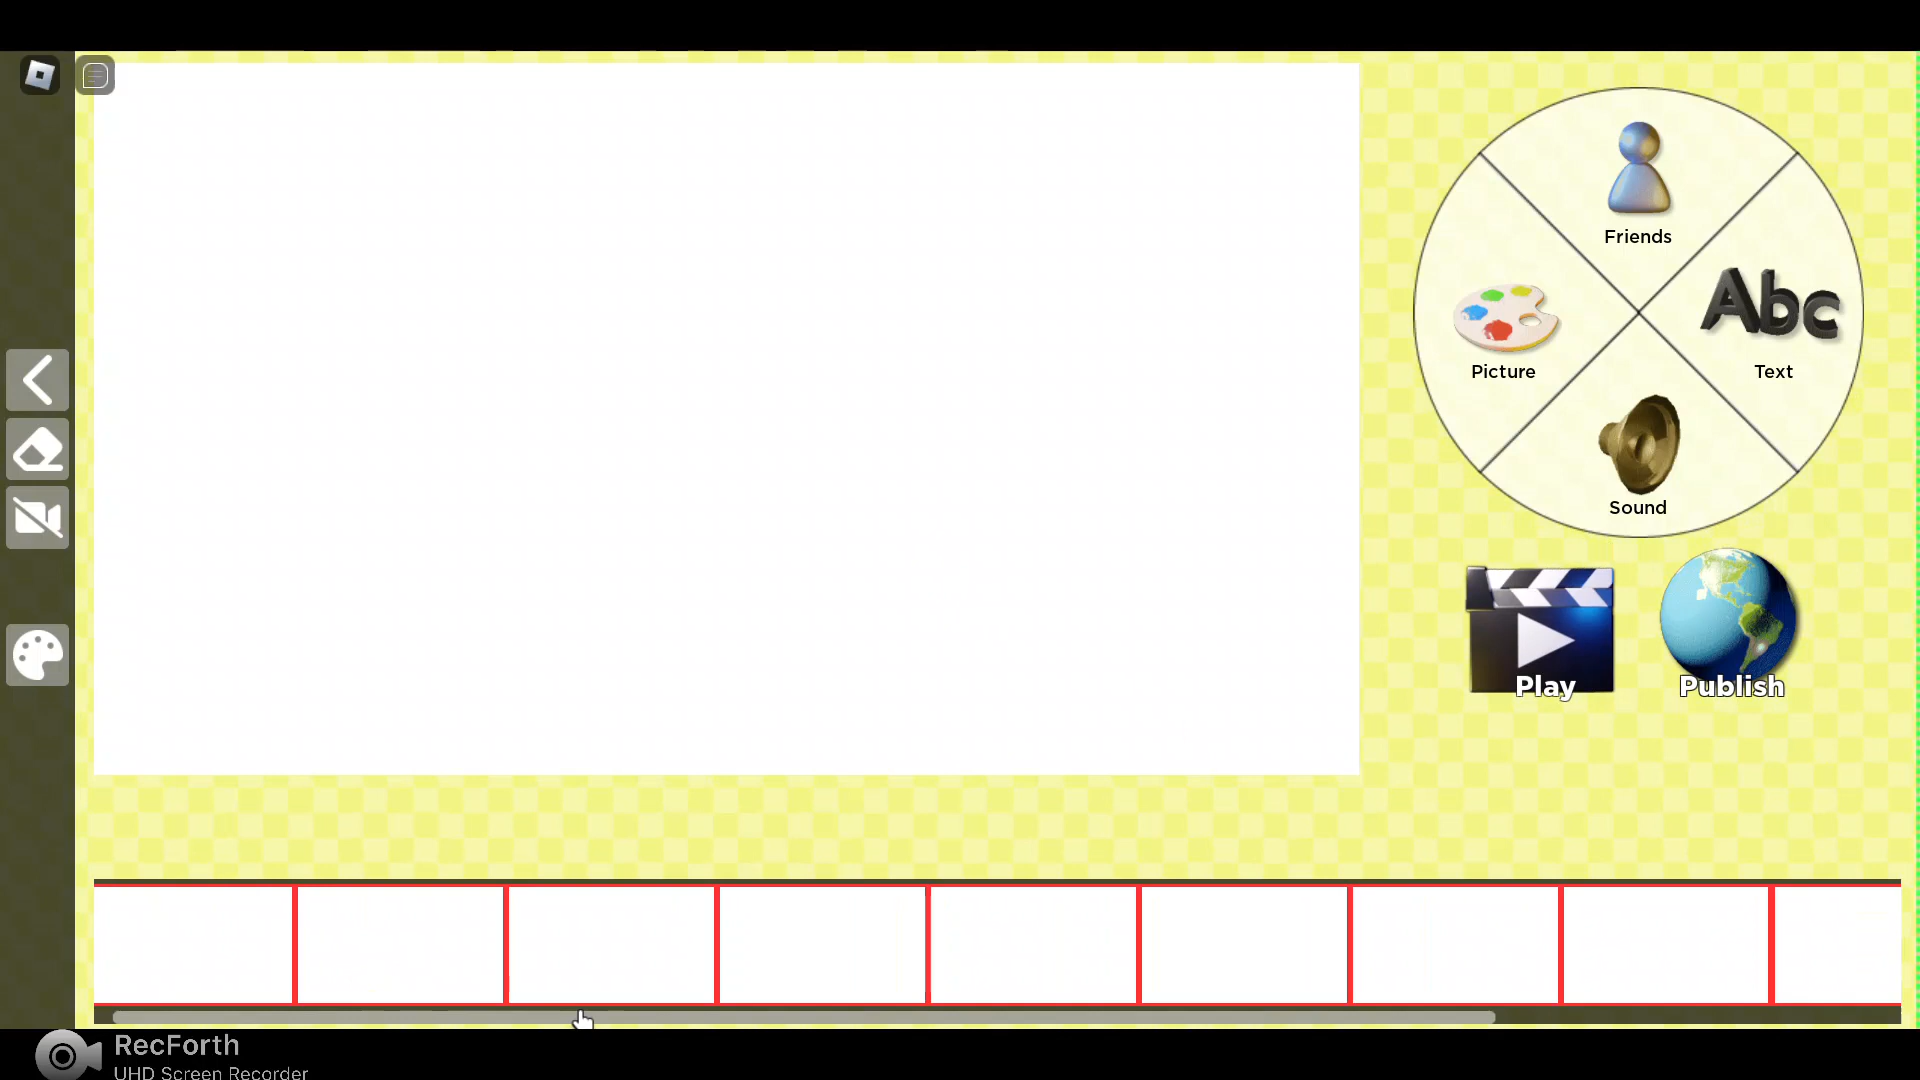 Friends
Abc
Picture
Text
Sound
Play
Publish
RecForth
UHD Screen Recorder